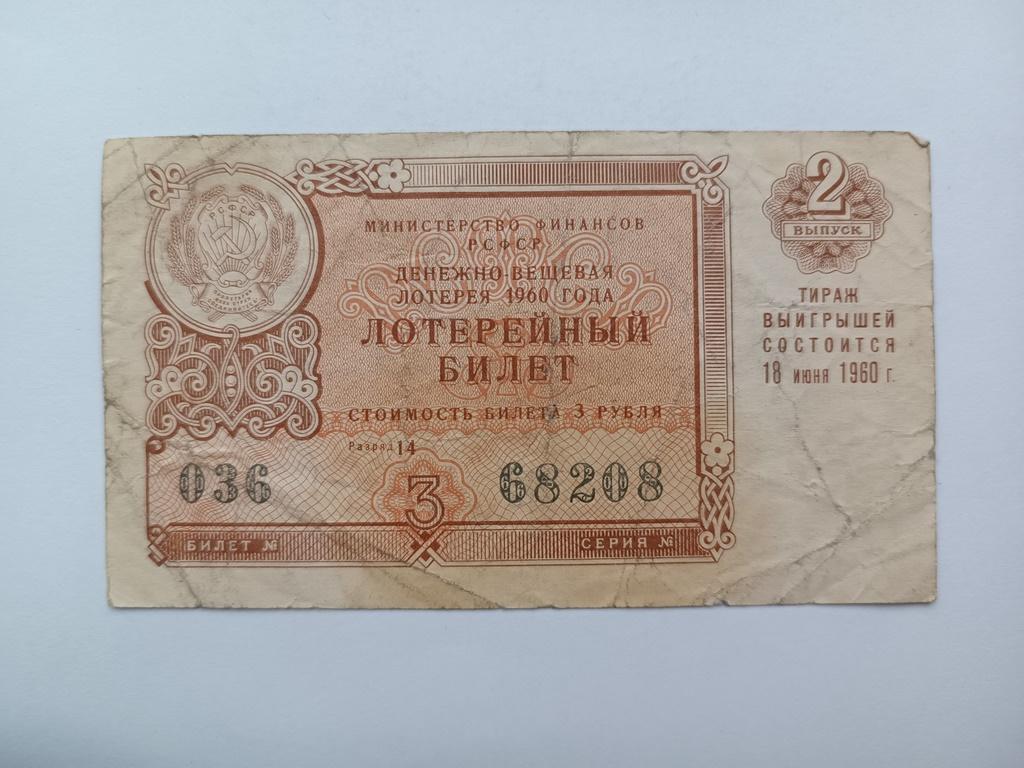 РСФСР
МИНИСТЕРСТВО ФИНАНСОВ
РСФСР
ДЕНЕЖНО-ВЕЩЕВАЯ
ЛОТЕРЕЯ 1960 ГОДА
ЛОТЕРЕЙНЫЙ
БИЛЕТ
СТОИМОСТЬ БИЛЕТА 3 РУБЛЯ
Разряд 14
036
3
68208
БИЛЕТ №
СЕРИЯ №
2
ВЫПУСК
ТИРАЖ
ВЫИГРЫШЕЙ
СОСТОИТСЯ
18 ИЮНЯ 1960 г.